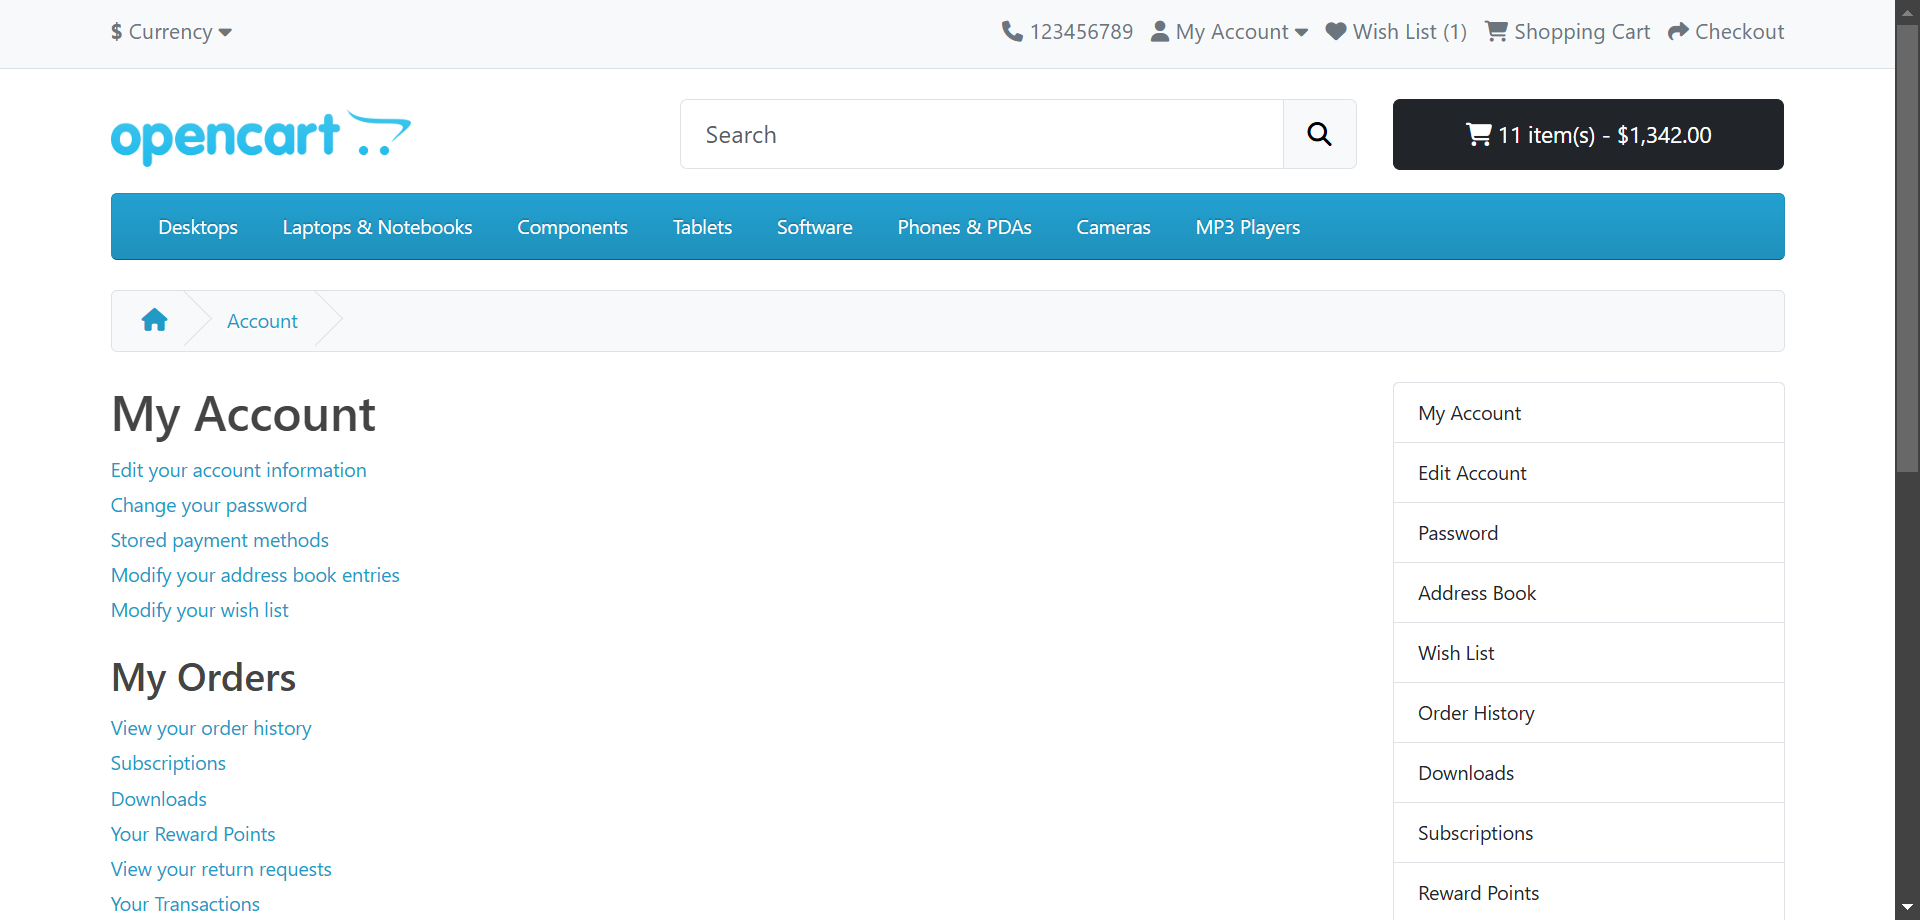 $ Currency
123456789 My Account Wish List (1) Shopping Cart Checkout
opencart
Search
11 item(s) - $1,342.00
Desktops Laptops & Notebooks Components Tablets Software Phones & PDAs Cameras MP3 Players
Account
My Account
Edit your account information
Change your password
Stored payment methods
Modify your address book entries
Modify your wish list
My Orders
View your order history
Subscriptions
Downloads
Your Reward Points
View your return requests
Your Transactions
My Account
Edit Account
Password
Address Book
Wish List
Order History
Downloads
Subscriptions
Reward Points